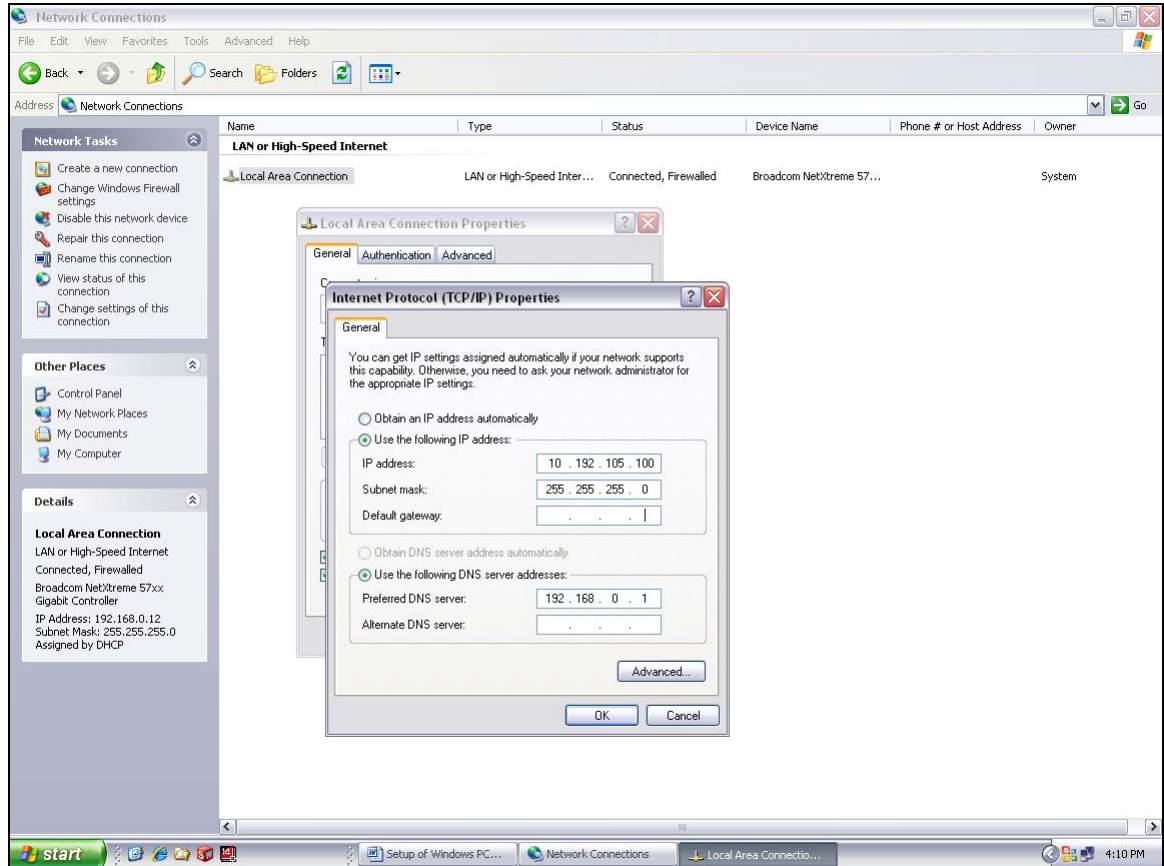 Network Connections
File Edit View Favorites Tools Advanced Help
Back Search Folders
Address Network Connections Go
Network Tasks
Create a new connection
Change Windows Firewall
settings
Disable this network device
Repair this connection
Rename this connection
View status of this
connection
Change settings of this
connection
Other Places
Control Panel
My Network Places
My Documents
My Computer
Details
Local Area Connection
LAN or High-Speed Internet
Connected, Firewalled
Broadcom NetXtreme 57xx
Gigabit Controller
IP Address: 192.168.0.12
Subnet Mask: 255.255.255.0
Assigned by DHCP
Name Type Status Device Name Phone # or Host Address Owner
LAN or High-Speed Internet
Local Area Connection LAN or High-Speed Inter... Connected, Firewalled Broadcom NetXtreme 57... System
Local Area Connection Properties
General Authentication Advanced
Internet Protocol (TCP/IP) Properties
General
You can get IP settings assigned automatically if your network supports
this capability. Otherwise, you need to ask your network administrator for
the appropriate IP settings.
Obtain an IP address automatically
Use the following IP address:
IP address: 10 . 192 . 105 . 100
Subnet mask: 255 . 255 . 255 . 0
Default gateway: . . .
Obtain DNS server address automatically
Use the following DNS server addresses:
Preferred DNS server: 192 . 168 . 0 . 1
Alternate DNS server: . . .
Advanced...
OK Cancel
start Setup of Windows PC... Network Connections Local Area Connectio... 4:10 PM